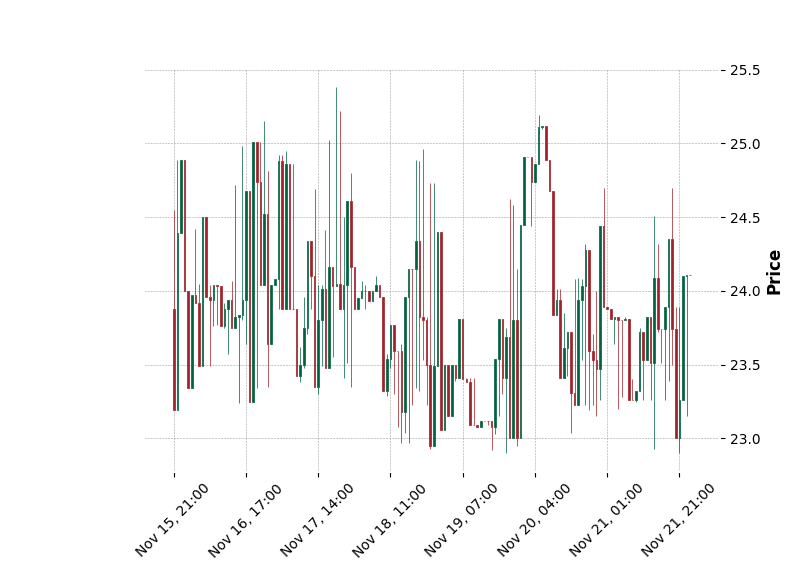 25.5
25.0
24.5
24.0
23.5
23.0
Price
Nov 15, 21:00
Nov 16, 17:00
Nov 17, 14:00
Nov 18, 11:00
Nov 19, 07:00
Nov 20, 04:00
Nov 21, 01:00
Nov 21, 21:00